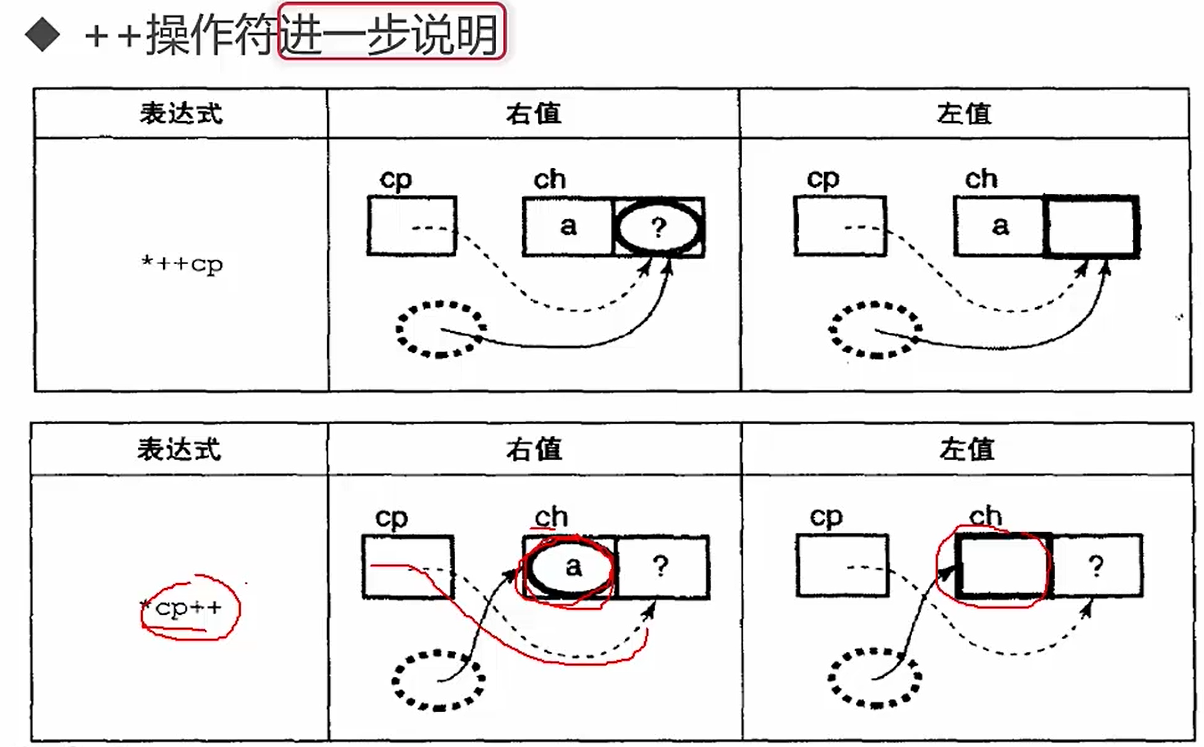 ++操作符进一步说明
表达式 右值 左值
cp ch cp ch
a ? a
*++cp
表达式 右值 左值
cp ch cp ch
a ? ?
*cp++